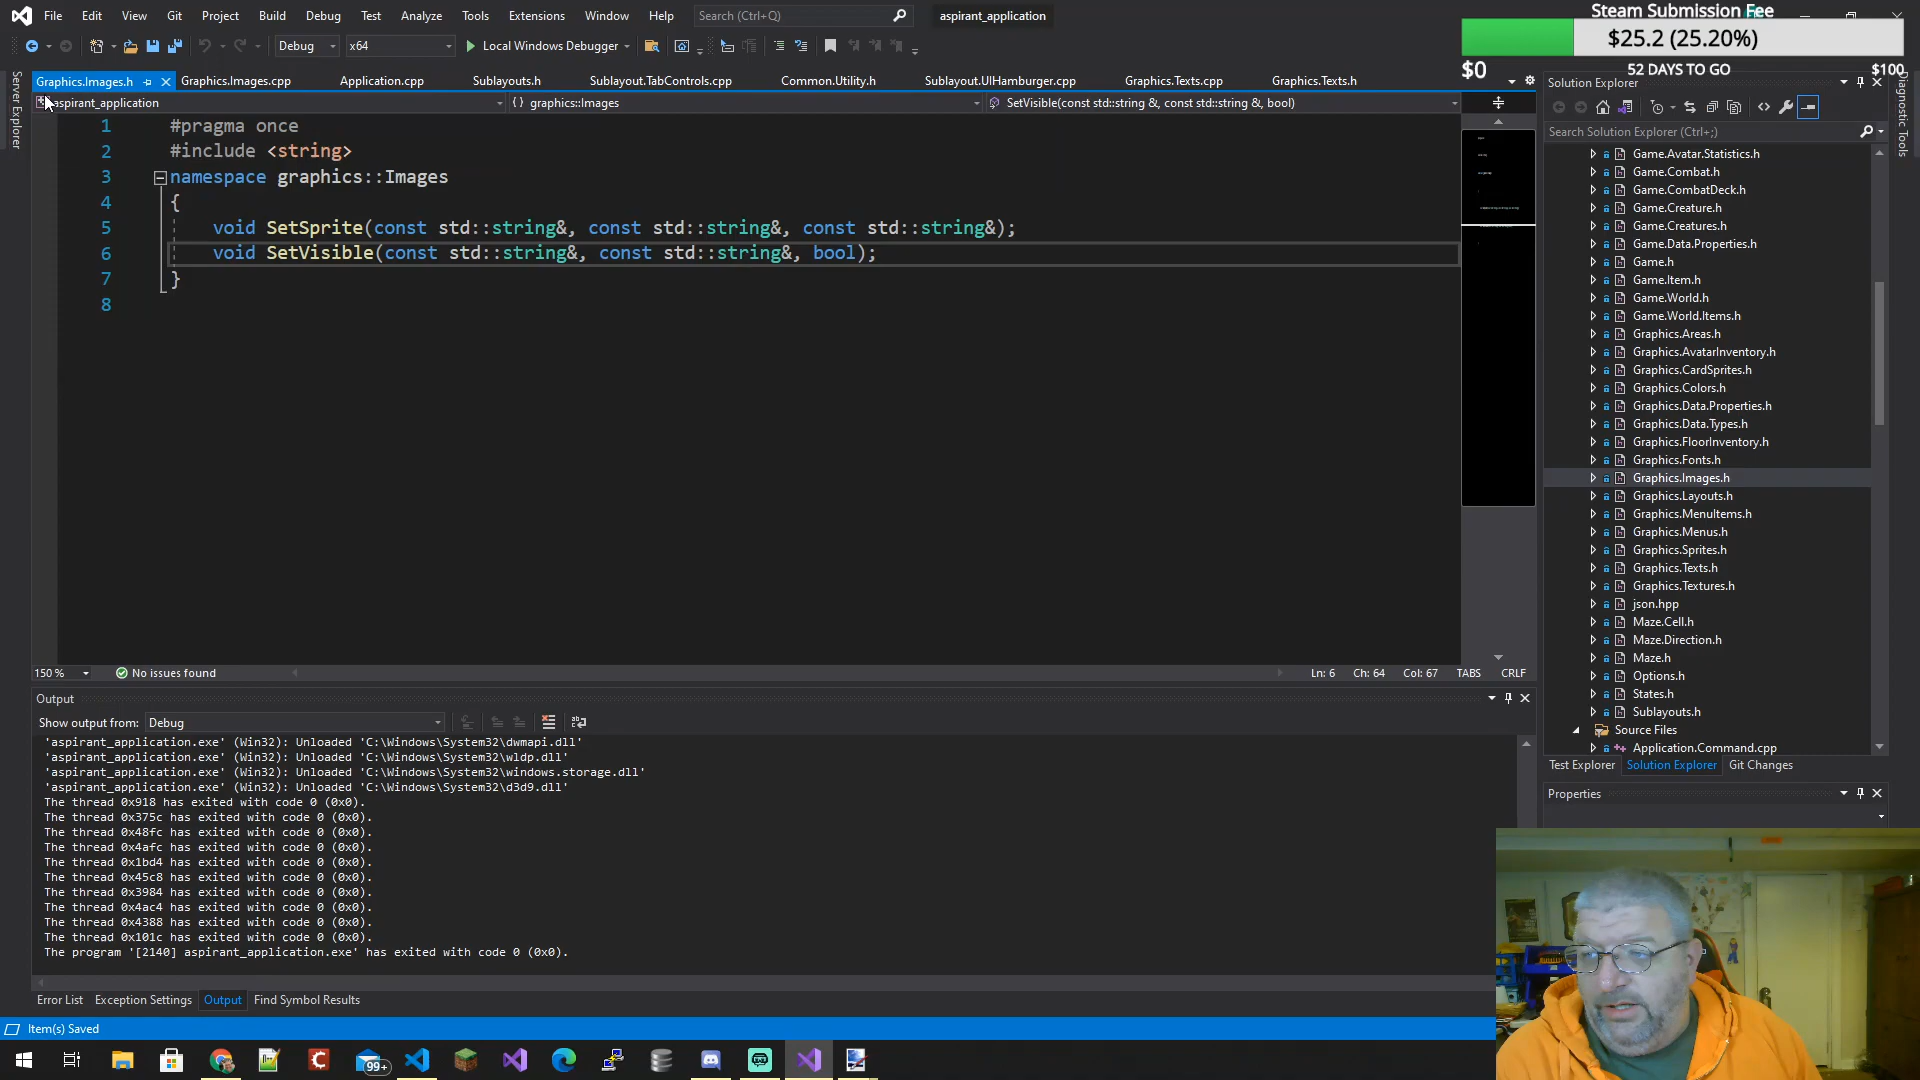 File Edit View Git Project Build Debug Test Analyze Tools Extensions Window Help Search (Ctrl+Q) aspirant_application
Steam Submission Fee
$25.2 (25.20%)
$0 52 DAYS TO GO $100
Debug x64 Local Windows Debugger
Graphics.Images.h Graphics.Images.cpp Application.cpp Sublayouts.h Sublayout.TabControls.cpp Common.Utility.h Sublayout.UIHamburger.cpp Graphics.Texts.cpp Graphics.Texts.h
aspirant_application graphics::Images SetVisible(const std::string &, const std::string &, bool)
Server Explorer
1 #pragma once
2 #include <string>
3 namespace graphics::Images
4 {
5 void SetSprite(const std::string&, const std::string&, const std::string&);
6 void SetVisible(const std::string&, const std::string&, bool);
7 }
8
150 % No issues found Ln: 6 Ch: 64 Col: 67 TABS CRLF
Output
Show output from: Debug
'aspirant_application.exe' (Win32): Unloaded 'C:\Windows\System32\dwmapi.dll'
'aspirant_application.exe' (Win32): Unloaded 'C:\Windows\System32\wldp.dll'
'aspirant_application.exe' (Win32): Unloaded 'C:\Windows\System32\windows.storage.dll'
'aspirant_application.exe' (Win32): Unloaded 'C:\Windows\System32\d3d9.dll'
The thread 0x918 has exited with code 0 (0x0).
The thread 0x375c has exited with code 0 (0x0).
The thread 0x48fc has exited with code 0 (0x0).
The thread 0x4afc has exited with code 0 (0x0).
The thread 0x1bd4 has exited with code 0 (0x0).
The thread 0x45c8 has exited with code 0 (0x0).
The thread 0x3984 has exited with code 0 (0x0).
The thread 0x4ac4 has exited with code 0 (0x0).
The thread 0x4388 has exited with code 0 (0x0).
The thread 0x101c has exited with code 0 (0x0).
The program '[2140] aspirant_application.exe' has exited with code 0 (0x0).
Error List Exception Settings Output Find Symbol Results
Item(s) Saved
Solution Explorer
Search Solution Explorer (Ctrl+;)
Game.Avatar.Statistics.h
Game.Combat.h
Game.CombatDeck.h
Game.Creature.h
Game.Creatures.h
Game.Data.Properties.h
Game.h
Game.Item.h
Game.World.h
Game.World.Items.h
Graphics.Areas.h
Graphics.AvatarInventory.h
Graphics.CardSprites.h
Graphics.Colors.h
Graphics.Data.Properties.h
Graphics.Data.Types.h
Graphics.FloorInventory.h
Graphics.Fonts.h
Graphics.Images.h
Graphics.Layouts.h
Graphics.MenuItems.h
Graphics.Menus.h
Graphics.Sprites.h
Graphics.Texts.h
Graphics.Textures.h
json.hpp
Maze.Cell.h
Maze.Direction.h
Maze.h
Options.h
States.h
Sublayouts.h
Source Files
Application.Command.cpp
Test Explorer Solution Explorer Git Changes
Properties
Diagnostic Tools
99+